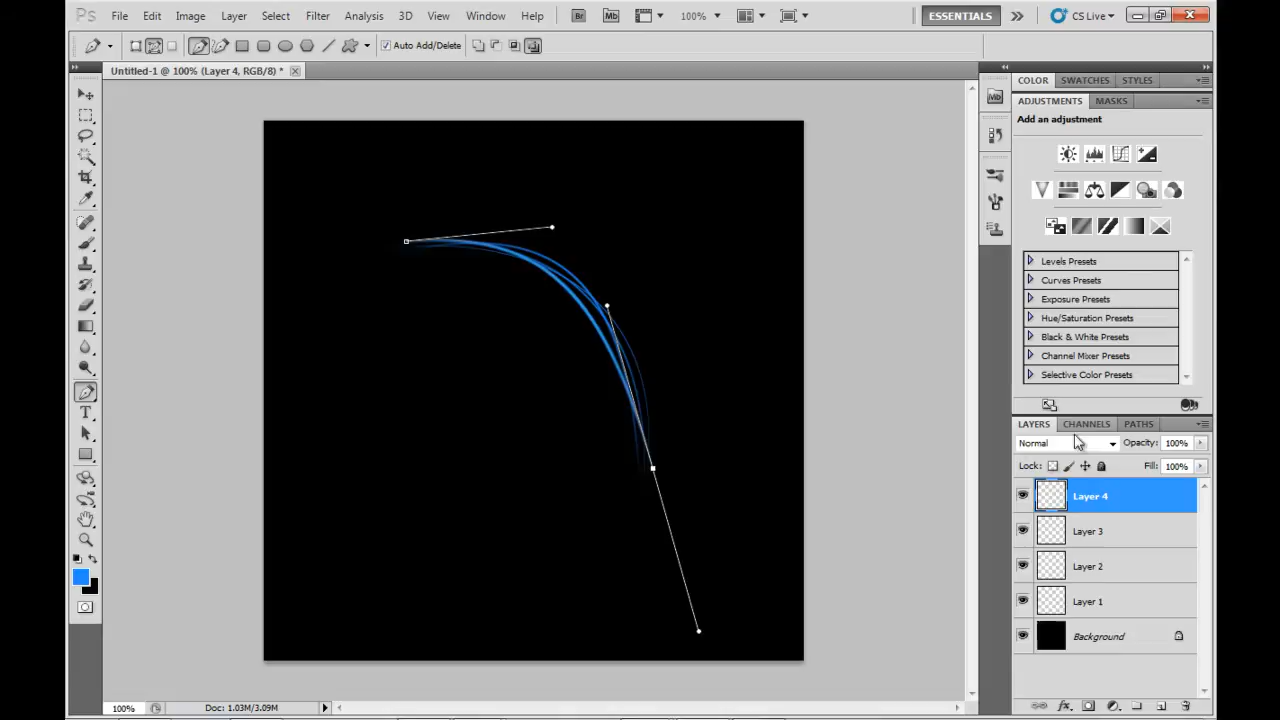 Ps File Edit Image Layer Select Filter Analysis 3D View Window Help Br Mb 100% ESSENTIALS CS Live
Auto Add/Delete
Untitled-1 @ 100% (Layer 4, RGB/8) *
COLOR SWATCHES STYLES
Mb
ADJUSTMENTS MASKS
Add an adjustment
Levels Presets
Curves Presets
Exposure Presets
Hue/Saturation Presets
Black & White Presets
Channel Mixer Presets
Selective Color Presets
LAYERS CHANNELS PATHS
Normal Opacity: 100%
Lock: Fill: 100%
Layer 4
Layer 3
Layer 2
Layer 1
Background
100% Doc: 1.03M/3.09M